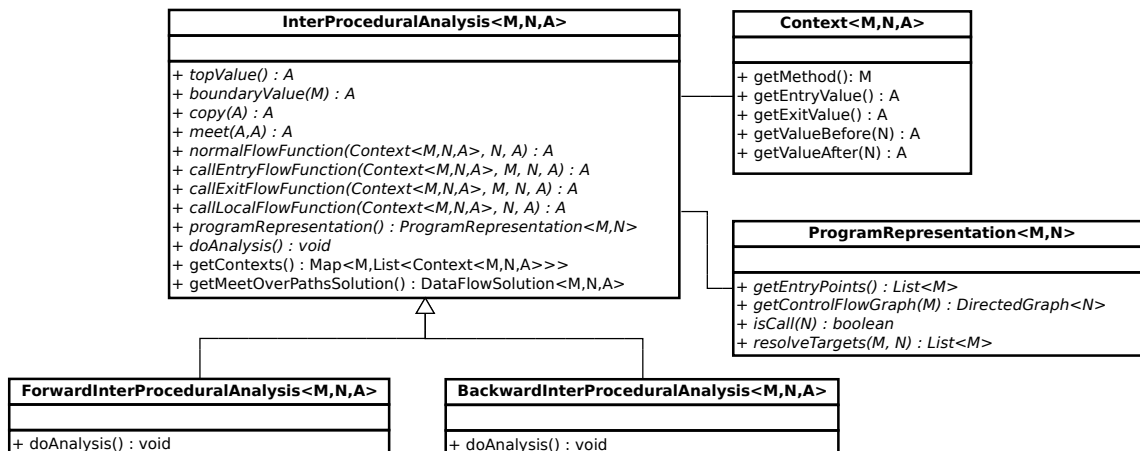 InterProceduralAnalysis<M,N,A>
+ topValue() : A
+ boundaryValue(M) : A
+ copy(A) : A
+ meet(A,A) : A
+ normalFlowFunction(Context<M,N,A>, N, A) : A
+ callEntryFlowFunction(Context<M,N,A>, M, N, A) : A
+ callExitFlowFunction(Context<M,N,A>, M, N, A) : A
+ callLocalFlowFunction(Context<M,N,A>, N, A) : A
+ programRepresentation() : ProgramRepresentation<M,N>
+ doAnalysis() : void
+ getContexts() : Map<M,List<Context<M,N,A>>>
+ getMeetOverPathsSolution() : DataFlowSolution<M,N,A>
Context<M,N,A>
+ getMethod(): M
+ getEntryValue() : A
+ getExitValue() : A
+ getValueBefore(N) : A
+ getValueAfter(N) : A
ProgramRepresentation<M,N>
+ getEntryPoints() : List<M>
+ getControlFlowGraph(M) : DirectedGraph<N>
+ isCall(N) : boolean
+ resolveTargets(M, N) : List<M>
ForwardInterProceduralAnalysis<M,N,A>
+ doAnalysis() : void
BackwardInterProceduralAnalysis<M,N,A>
+ doAnalysis() : void